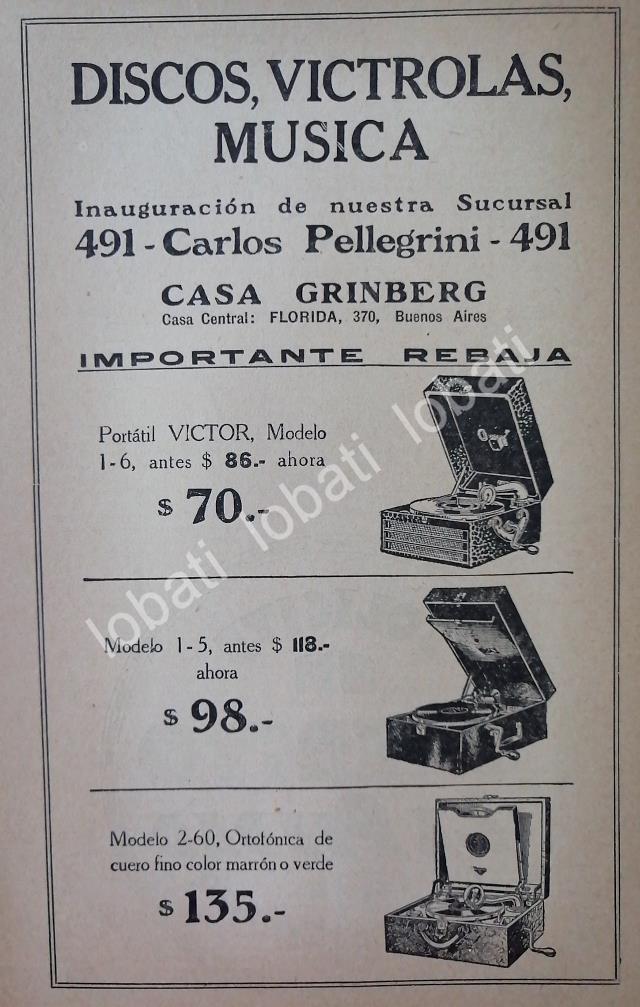 DISCOS, VICTROLAS,
MUSICA
Inauguración de nuestra Sucursal
491 - Carlos Pellegrini - 491
CASA GRINBERG
Casa Central: FLORIDA, 370, Buenos Aires
IMPORTANTE REBAJA
Portátil VICTOR, Modelo
1-6, antes $ 86.- ahora
$ 70.-
Modelo 1-5, antes $ 118.-
ahora
$ 98.-
Modelo 2-60, Ortofónica de
cuero fino color marrón o verde
$ 135.-
lobati lobati lobati